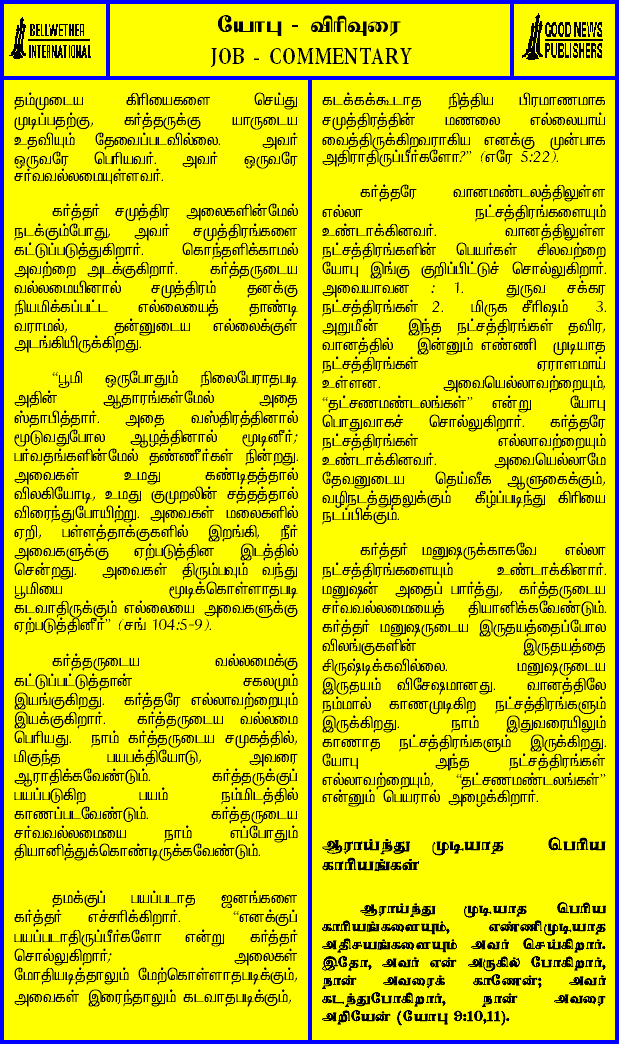 BELLWETHER
INTERNATIONAL
யோபு - விரிவுரை
JOB - COMMENTARY
GOOD NEWS
PUBLISHERS
தம்முடைய கிரியைகளை செய்து
முடிப்பதற்கு, கர்த்தருக்கு யாருடைய
உதவியும் தேவைப்படவில்லை. அவர்
ஒருவரே பெரியவர். அவர் ஒருவரே
சர்வவல்லமையுள்ளவர்.
கர்த்தர் சமுத்திர அலைகளின்மேல்
நடக்கும்போது, அவர் சமுத்திரங்களை
கட்டுப்படுத்துகிறார். கொந்தளிக்காமல்
அவற்றை அடக்குகிறார். கர்த்தருடைய
வல்லமையினால் சமுத்திரம் தனக்கு
நியமிக்கப்பட்ட எல்லையைத் தாண்டி
வராமல், தன்னுடைய எல்லைக்குள்
அடங்கியிருக்கிறது.
“பூமி ஒருபோதும் நிலைபேராதபடி
அதின் ஆதாரங்கள்மேல் அதை
ஸ்தாபித்தார். அதை வஸ்திரத்தினால்
மூடுவதுபோல ஆழத்தினால் மூடினீர்;
பர்வதங்களின்மேல் தண்ணீர்கள் நின்றது.
அவைகள் உமது கண்டிதத்தால்
விலகியோடி, உமது குமுறலின் சத்தத்தால்
விரைந்துபோயிற்று. அவைகள் மலைகளில்
ஏறி, பள்ளத்தாக்குகளில் இறங்கி, நீர்
அவைகளுக்கு ஏற்படுத்தின இடத்தில்
சென்றது. அவைகள் திரும்பவும் வந்து
பூமியை மூடிக்கொள்ளாதபடி
கடவாதிருக்கும் எல்லையை அவைகளுக்கு
ஏற்படுத்தினீர்” (சங் 104:5-9).
கர்த்தருடைய வல்லமைக்கு
கட்டுப்பட்டுத்தான் சகலமும்
இயங்குகிறது. கர்த்தரே எல்லாவற்றையும்
இயக்குகிறார். கர்த்தருடைய வல்லமை
பெரியது. நாம் கர்த்தருடைய சமுகத்தில்,
மிகுந்த பயபக்தியோடு, அவரை
ஆராதிக்கவேண்டும். கர்த்தருக்குப்
பயப்படுகிற பயம் நம்மிடத்தில்
காணப்படவேண்டும். கர்த்தருடைய
சர்வவல்லமையை நாம் எப்போதும்
தியானித்துக்கொண்டிருக்கவேண்டும்.
தமக்குப் பயப்படாத ஜனங்களை
கர்த்தர் எச்சரிக்கிறார். “எனக்குப்
பயப்படாதிருப்பீர்களோ என்று கர்த்தர்
சொல்லுகிறார்; அலைகள்
மோதியடித்தாலும் மேற்கொள்ளாதபடிக்கும்,
அவைகள் இரைந்தாலும் கடவாதபடிக்கும்,
கடக்கக்கூடாத நித்திய பிரமாணமாக
சமுத்திரத்தின் மணலை எல்லையாய்
வைத்திருக்கிறவராகிய எனக்கு முன்பாக
அதிராதிருப்பீர்களோ?” (எரே 5:22).
கர்த்தரே வானமண்டலத்திலுள்ள
எல்லா நட்சத்திரங்களையும்
உண்டாக்கினவர். வானத்திலுள்ள
நட்சத்திரங்களின் பெயர்கள் சிலவற்றை
யோபு இங்கு குறிப்பிட்டுச் சொல்லுகிறார்.
அவையாவன : 1. துருவ சக்கர
நட்சத்திரங்கள் 2. மிருக சீரிஷம் 3.
அறுமீன் இந்த நட்சத்திரங்கள் தவிர,
வானத்தில் இன்னும் எண்ணி முடியாத
நட்சத்திரங்கள் ஏராளமாய்
உள்ளன. அவையெல்லாவற்றையும்,
“தட்சணமண்டலங்கள்” என்று யோபு
பொதுவாகச் சொல்லுகிறார். கர்த்தரே
நட்சத்திரங்கள் எல்லாவற்றையும்
உண்டாக்கினவர். அவையெல்லாமே
தேவனுடைய தெய்வீக ஆளுகைக்கும்,
வழிநடத்துதலுக்கும் கீழ்ப்படிந்து கிரியை
நடப்பிக்கும்.
கர்த்தர் மனுஷருக்காகவே எல்லா
நட்சத்திரங்களையும் உண்டாக்கினார்.
மனுஷன் அதைப் பார்த்து, கர்த்தருடைய
சர்வவல்லமையைத் தியானிக்கவேண்டும்.
கர்த்தர் மனுஷருடைய இருதயத்தைப்போல
விலங்குகளின் இருதயத்தை
சிருஷ்டிக்கவில்லை. மனுஷருடைய
இருதயம் விசேஷமானது. வானத்திலே
நம்மால் காணமுடிகிற நட்சத்திரங்களும்
இருக்கிறது. நாம் இதுவரையிலும்
காணாத நட்சத்திரங்களும் இருக்கிறது.
யோபு அந்த நட்சத்திரங்கள்
எல்லாவற்றையும், “தட்சணமண்டலங்கள்”
என்னும் பெயரால் அழைக்கிறார்.
ஆராய்ந்து முடியாத பெரிய
காரியங்கள்
ஆராய்ந்து முடியாத பெரிய
காரியங்களையும், எண்ணிமுடியாத
அதிசயங்களையும் அவர் செய்கிறார்.
இதோ, அவர் என் அருகில் போகிறார்,
நான் அவரைக் காணேன்; அவர்
கடந்துபோகிறார், நான் அவரை
அறியேன் (யோபு 9:10,11).